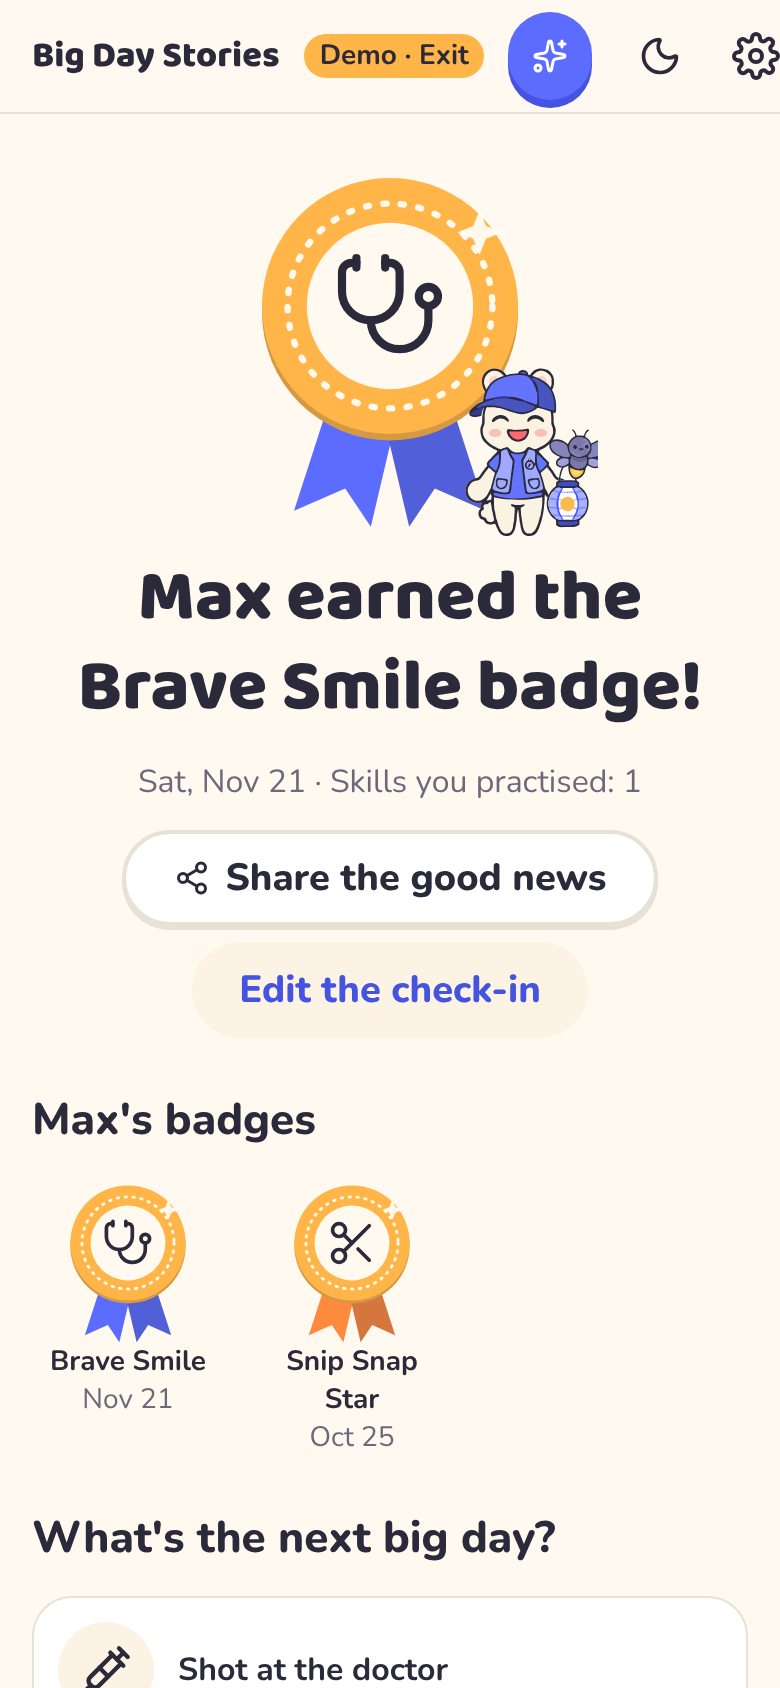 Big Day Stories
Demo · Exit
Max earned the
Brave Smile badge!
Sat, Nov 21 · Skills you practised: 1
Share the good news
Edit the check-in
Max's badges
Brave Smile
Nov 21
Snip Snap
Star
Oct 25
What's the next big day?
Shot at the doctor